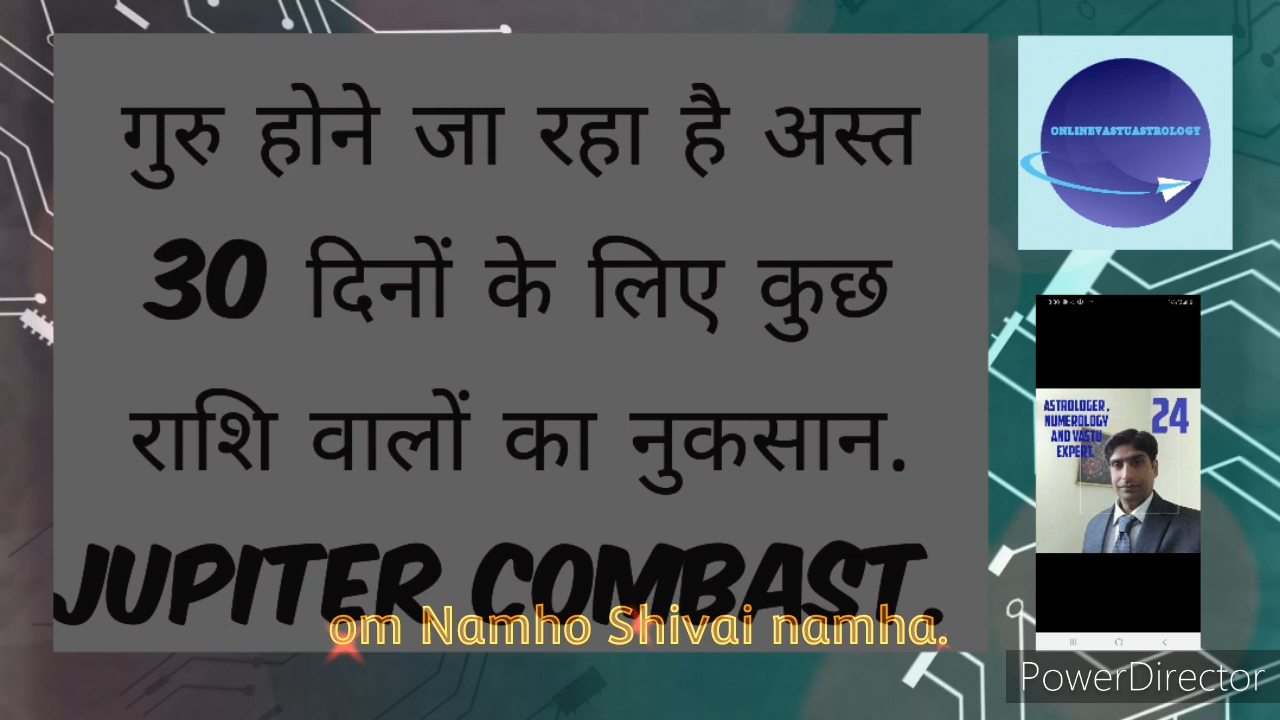 गुरु होने जा रहा है अस्त
30 दिनों के लिए कुछ
राशि वालों का नुकसान.
JUPITER COMBAST.
om Namho Shivai namha.
ONLINEVASTUASTROLOGY
ASTROLOGER,
NUMEROLOGY
AND VASTU
EXPERT.
24
PowerDirector